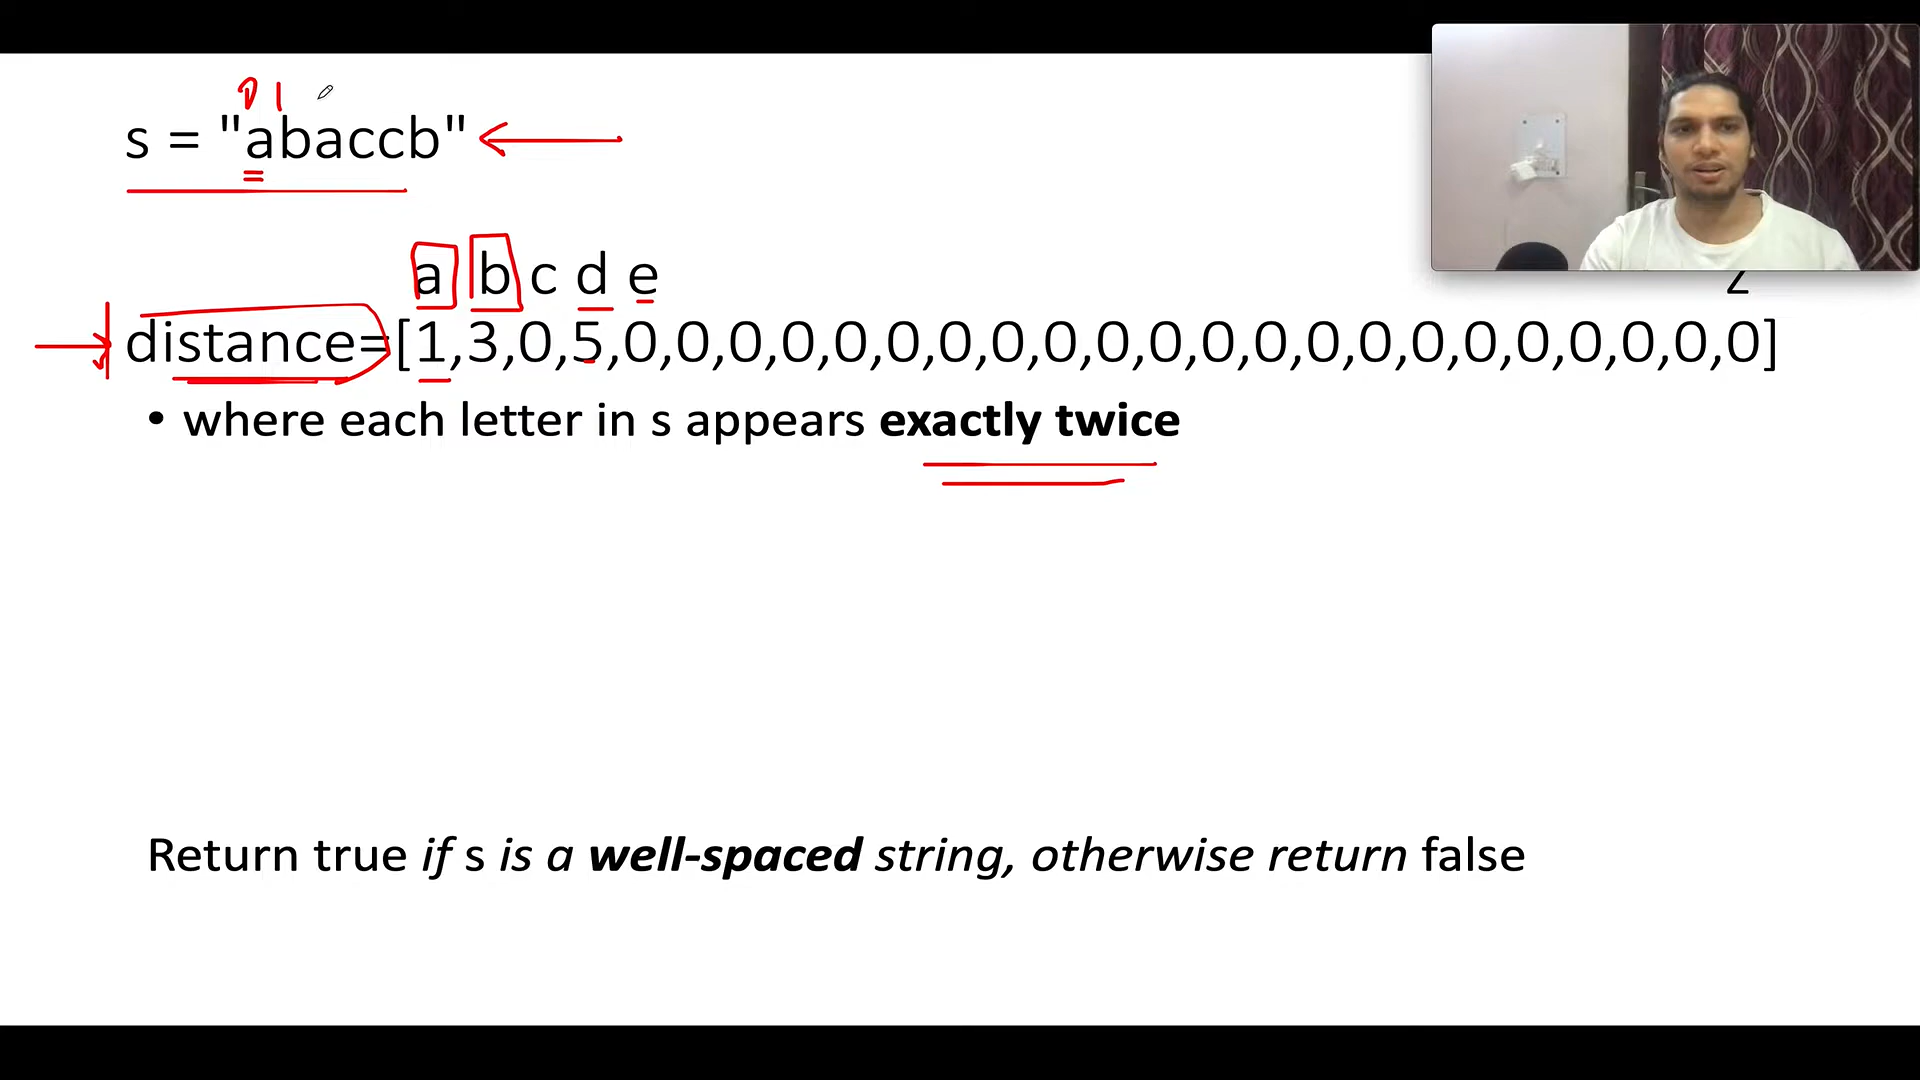 0 1
s = "abaccb"
a b c d e z
distance=[1,3,0,5,0,0,0,0,0,0,0,0,0,0,0,0,0,0,0,0,0,0,0,0,0,0]
• where each letter in s appears exactly twice
Return true if s is a well-spaced string, otherwise return false